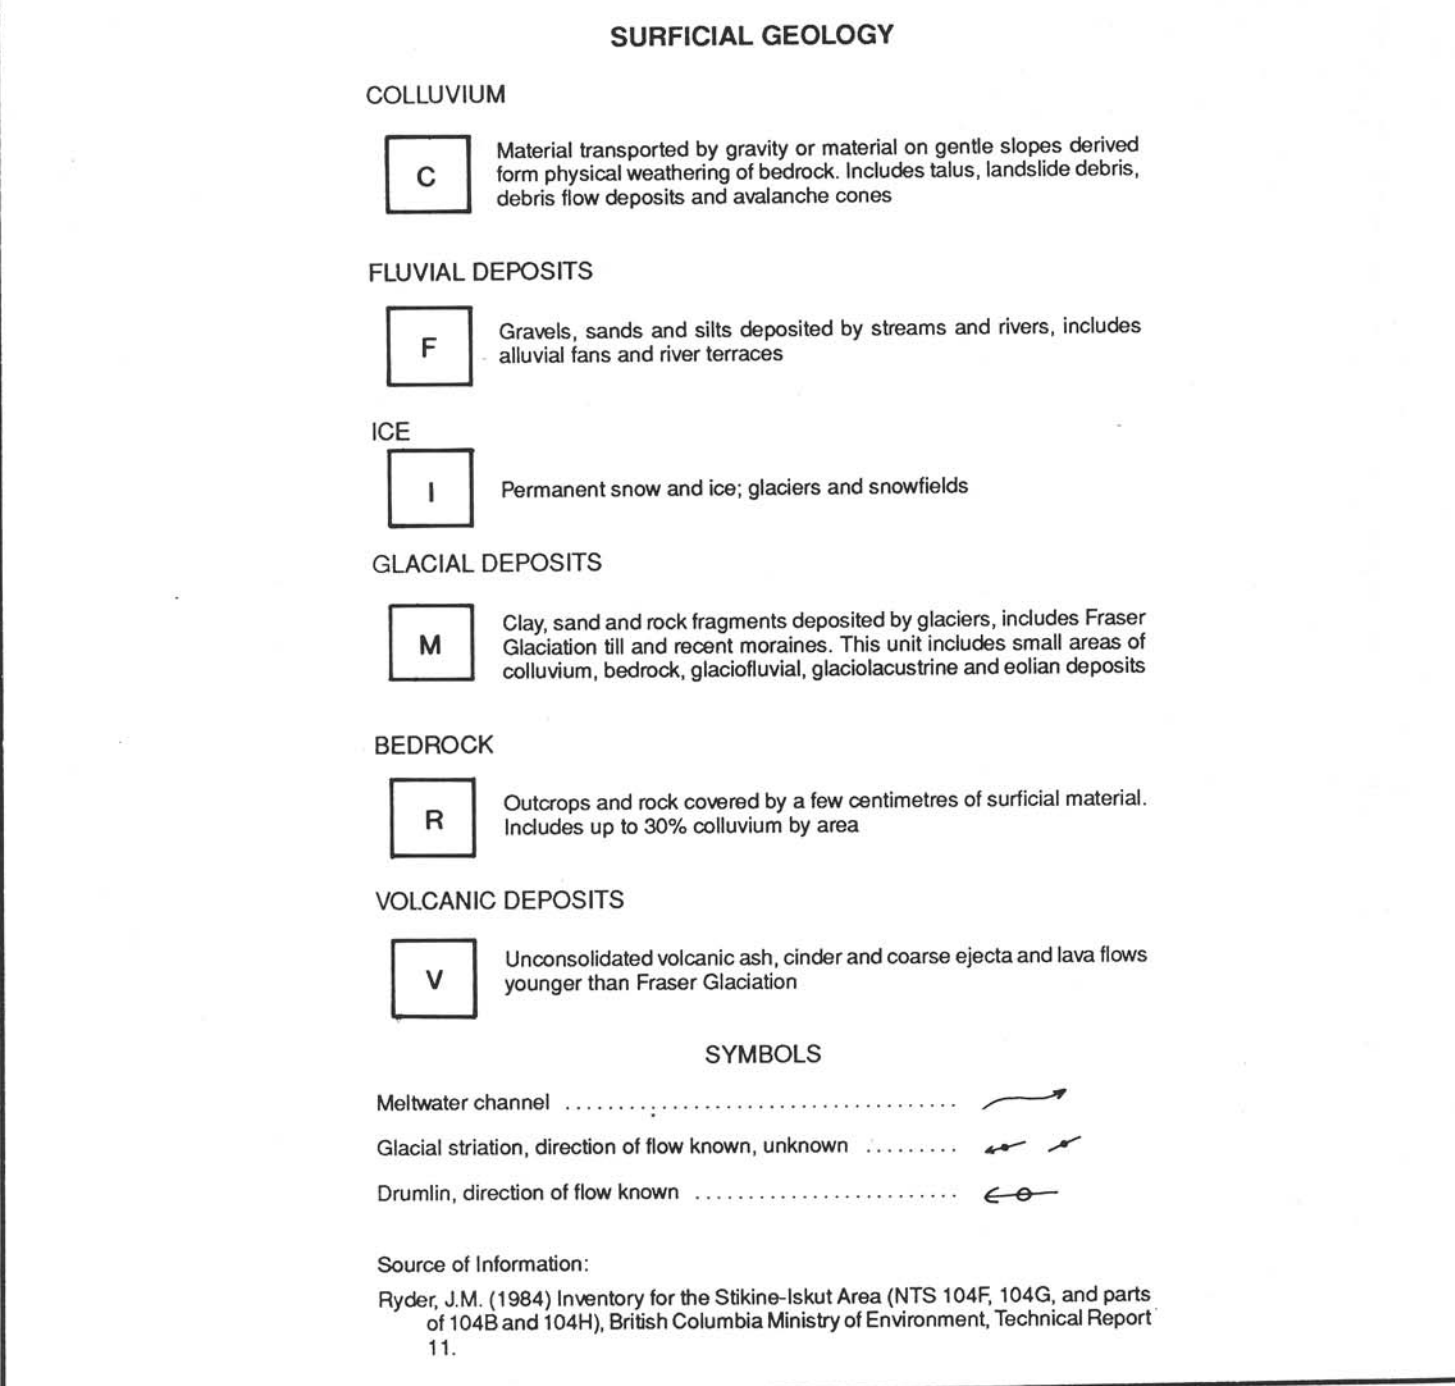 SURFICIAL GEOLOGY
COLLUVIUM
C
Material transported by gravity or material on gentle slopes derived
form physical weathering of bedrock. Includes talus, landslide debris,
debris flow deposits and avalanche cones
FLUVIAL DEPOSITS
F
Gravels, sands and silts deposited by streams and rivers, includes
alluvial fans and river terraces
ICE
I
Permanent snow and ice; glaciers and snowfields
GLACIAL DEPOSITS
M
Clay, sand and rock fragments deposited by glaciers, includes Fraser
Glaciation till and recent moraines. This unit includes small areas of
colluvium, bedrock, glaciofluvial, glaciolacustrine and eolian deposits
BEDROCK
R
Outcrops and rock covered by a few centimetres of surficial material.
Includes up to 30% colluvium by area
VOLCANIC DEPOSITS
V
Unconsolidated volcanic ash, cinder and coarse ejecta and lava flows
younger than Fraser Glaciation
SYMBOLS
Meltwater channel ......................................
Glacial striation, direction of flow known, unknown .........
Drumlin, direction of flow known .........................
Source of Information:
Ryder, J.M. (1984) Inventory for the Stikine-Iskut Area (NTS 104F, 104G, and parts
of 104B and 104H), British Columbia Ministry of Environment, Technical Report
11.